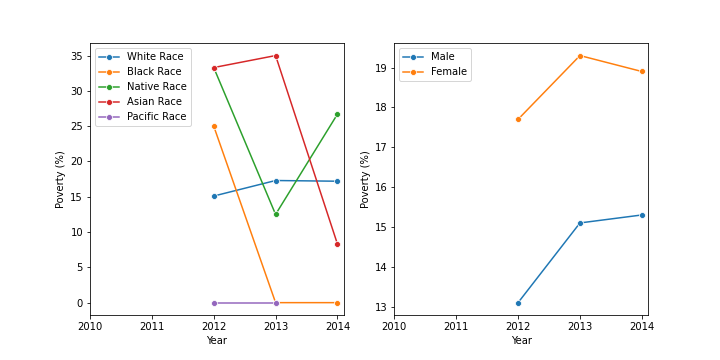 White Race
Black Race
Native Race
Asian Race
Pacific Race
35
30
25
20
15
10
5
0
Poverty (%)
2010 2011 2012 2013 2014
Year
Male
Female
19
18
17
16
15
14
13
Poverty (%)
2010 2011 2012 2013 2014
Year